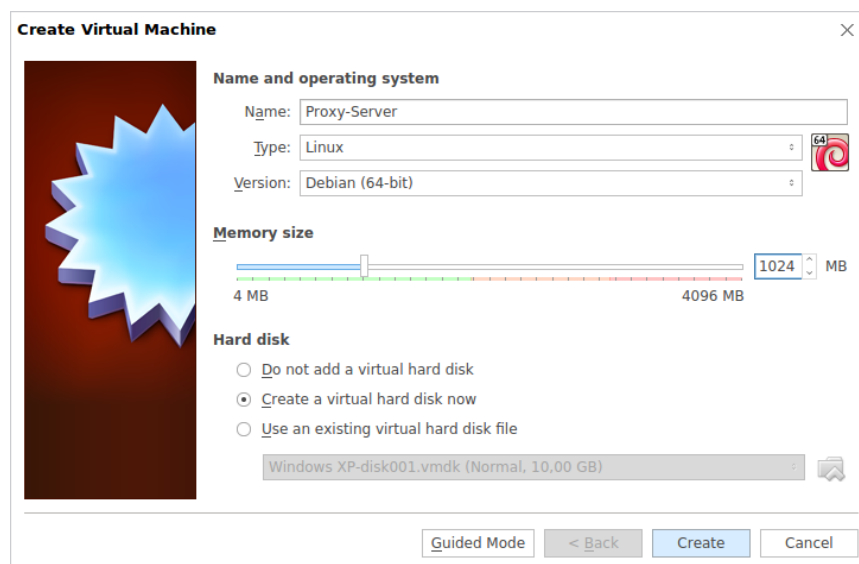 Create Virtual Machine
Name and operating system
Name: Proxy-Server
Type: Linux
64
Version: Debian (64-bit)
Memory size
1024 MB
4 MB 4096 MB
Hard disk
Do not add a virtual hard disk
Create a virtual hard disk now
Use an existing virtual hard disk file
Windows XP-disk001.vmdk (Normal, 10,00 GB)
Guided Mode < Back Create Cancel